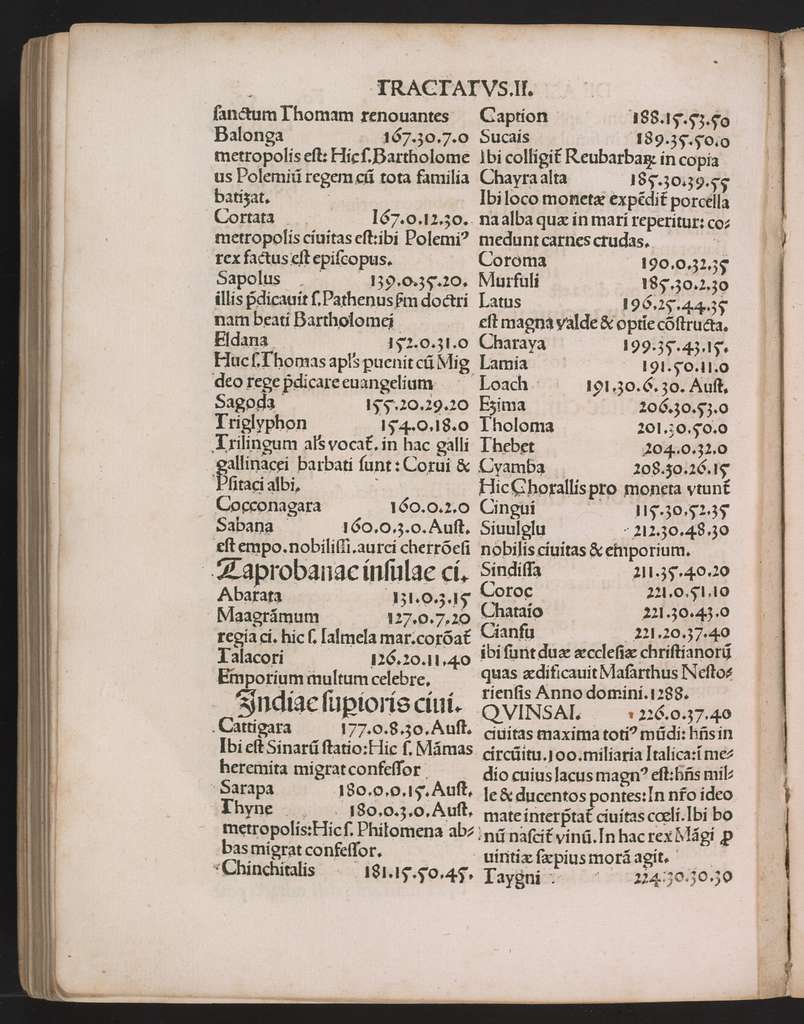 TRACTATVS.II.
ſanctum Thomam renouantes
Balonga 167.30.7.0
metropolis eſt: Hic ſ.Bartholome
us Polemiū regem cū tota familia
batiʒat.
Cortata 167.0.12.30.
metropolis ciuitas eſt:ibi Polemiꝰ
rex factus eſt epiſcopus.
Sapolus 139.0.35.20.
illis p̄dicauit ſ.Pathenus ẜm doctri
nam beati Bartholomei
Eldana 152.0.31.0
Huc ſ.Thomas apl's puenit cū Mig
deo rege p̄dicare euangelium
Sagoda 155.20.29.20
Triglyphon 154.0.18.0
Trilingum al's vocat̄. in hac galli
gallinacei barbati ſunt : Corui &
Pſitaci albi.
Cocconagara 160.0.2.0
Sabana 160.0.3.0.Auſt.
eſt empo.nobiliſſi.aurei cherrōeſi
Taprobanae inſulae ci.
Abarata 131.0.3.15
Maagrāmum 127.0.7.20
regia ci. hic ſ. Ialmela mar.corōat̄
Talacori 126.20.11.40
Emporium multum celebre.
Indiae ſupioris ciui.
Cattigara 177.0.8.30.Auſt.
Ibi eſt Sinarū ſtatio:Hic ſ. Māmas
heremita migrat confeſſor
Sarapa 180.0.0.15.Auſt.
Thyne 180.0.3.0.Auſt.
metropolis:Hic ſ. Philomena ab⸗
bas migrat confeſſor.
Chinchitalis 181.15.50.45.
Caption 188.15.53.50
Sucais 189.35.50.0
Ibi colligit̄ Reubarbaꝝ in copia
Chayra alta 185.30.39.55
Ibi loco monetæ expēdit̄ porcella
na alba quæ in mari reperitur: co⸗
medunt carnes crudas.
Coroma 190.0.32.35
Murfuli 185.30.2.30
Latus 196.25.44.35
eſt magna valde & optīe cōſtructa.
Charaya 199.35.43.15.
Lamia 191.50.11.0
Loach 191.30.6.30. Auſt.
Eʒima 206.30.53.0
Tholoma 201.30.50.0
Thebet 204.0.32.0
Cyamba 208.30.26.15
Hic Chorallis pro moneta vtunt̄
Cingui 115.30.52.35
Siuulglu 212.30.48.30
nobilis ciuitas & emporium.
Sindiſſa 211.35.40.20
Coroc 221.0.51.10
Chataio 221.30.43.0
Cianfu 221.20.37.40
ibi ſunt duæ æccleſiæ chriſtianorū
quas ædificauit Maſarthus Neſto⸗
rienſis Anno domini.1288.
QVINSAI. 226.0.37.40
ciuitas maxima totiꝰ mūdi: hn̄s in
circūitu.100.miliaria Italica:ī me⸗
dio cuius lacus magnꝰ eſt:hn̄s mil⸗
le & ducentos pontes:In nr̄o ideo
mate interp̄tat̄ ciuitas cœli.Ibi bo
nū naſcit̄ vinū.In hac rex Māgi ꝓ
uintiæ ſæpius morā agit.
Taygni 224.30.30.30